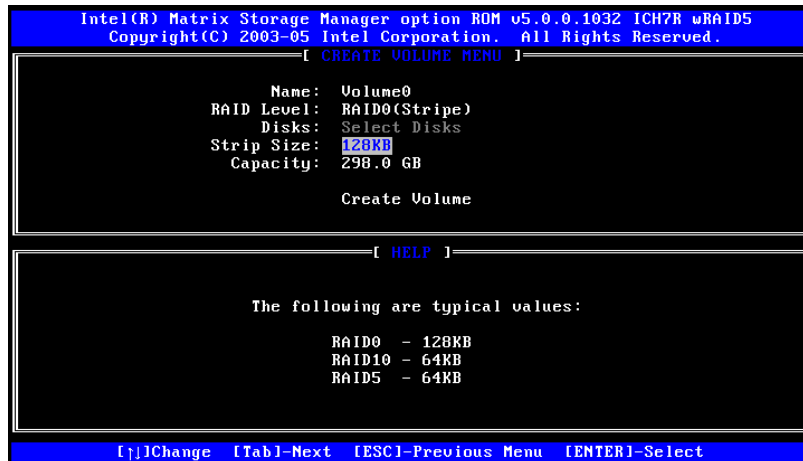 Intel(R) Matrix Storage Manager option ROM v5.0.0.1032 ICH7R wRAID5
Copyright(C) 2003-05 Intel Corporation. All Rights Reserved.
[ CREATE VOLUME MENU ]
Name: Volume0
RAID Level: RAID0(Stripe)
Disks: Select Disks
Strip Size: 128KB
Capacity: 298.0 GB
Create Volume
[ HELP ]
The following are typical values:
RAID0 - 128KB
RAID10 - 64KB
RAID5 - 64KB
[↑↓]Change [Tab]-Next [ESC]-Previous Menu [ENTER]-Select